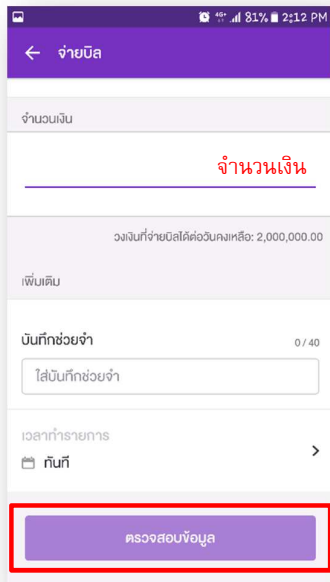 4G+ 81% 2:12 PM
จ่ายบิล
จำนวนเงิน
จำนวนเงิน
วงเงินที่จ่ายบิลได้ต่อวันคงเหลือ: 2,000,000.00
เพิ่มเติม
บันทึกช่วยจำ 0 / 40
ใส่บันทึกช่วยจำ
เวลาทำรายการ
ทันที
ตรวจสอบข้อมูล